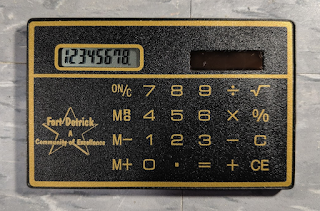 12345678.
ON/C 7 8 9 ÷ √
MR 4 5 6 × %
M− 1 2 3 − C
M+ 0 · = + CE
Fort Detrick
A
Community of Excellence